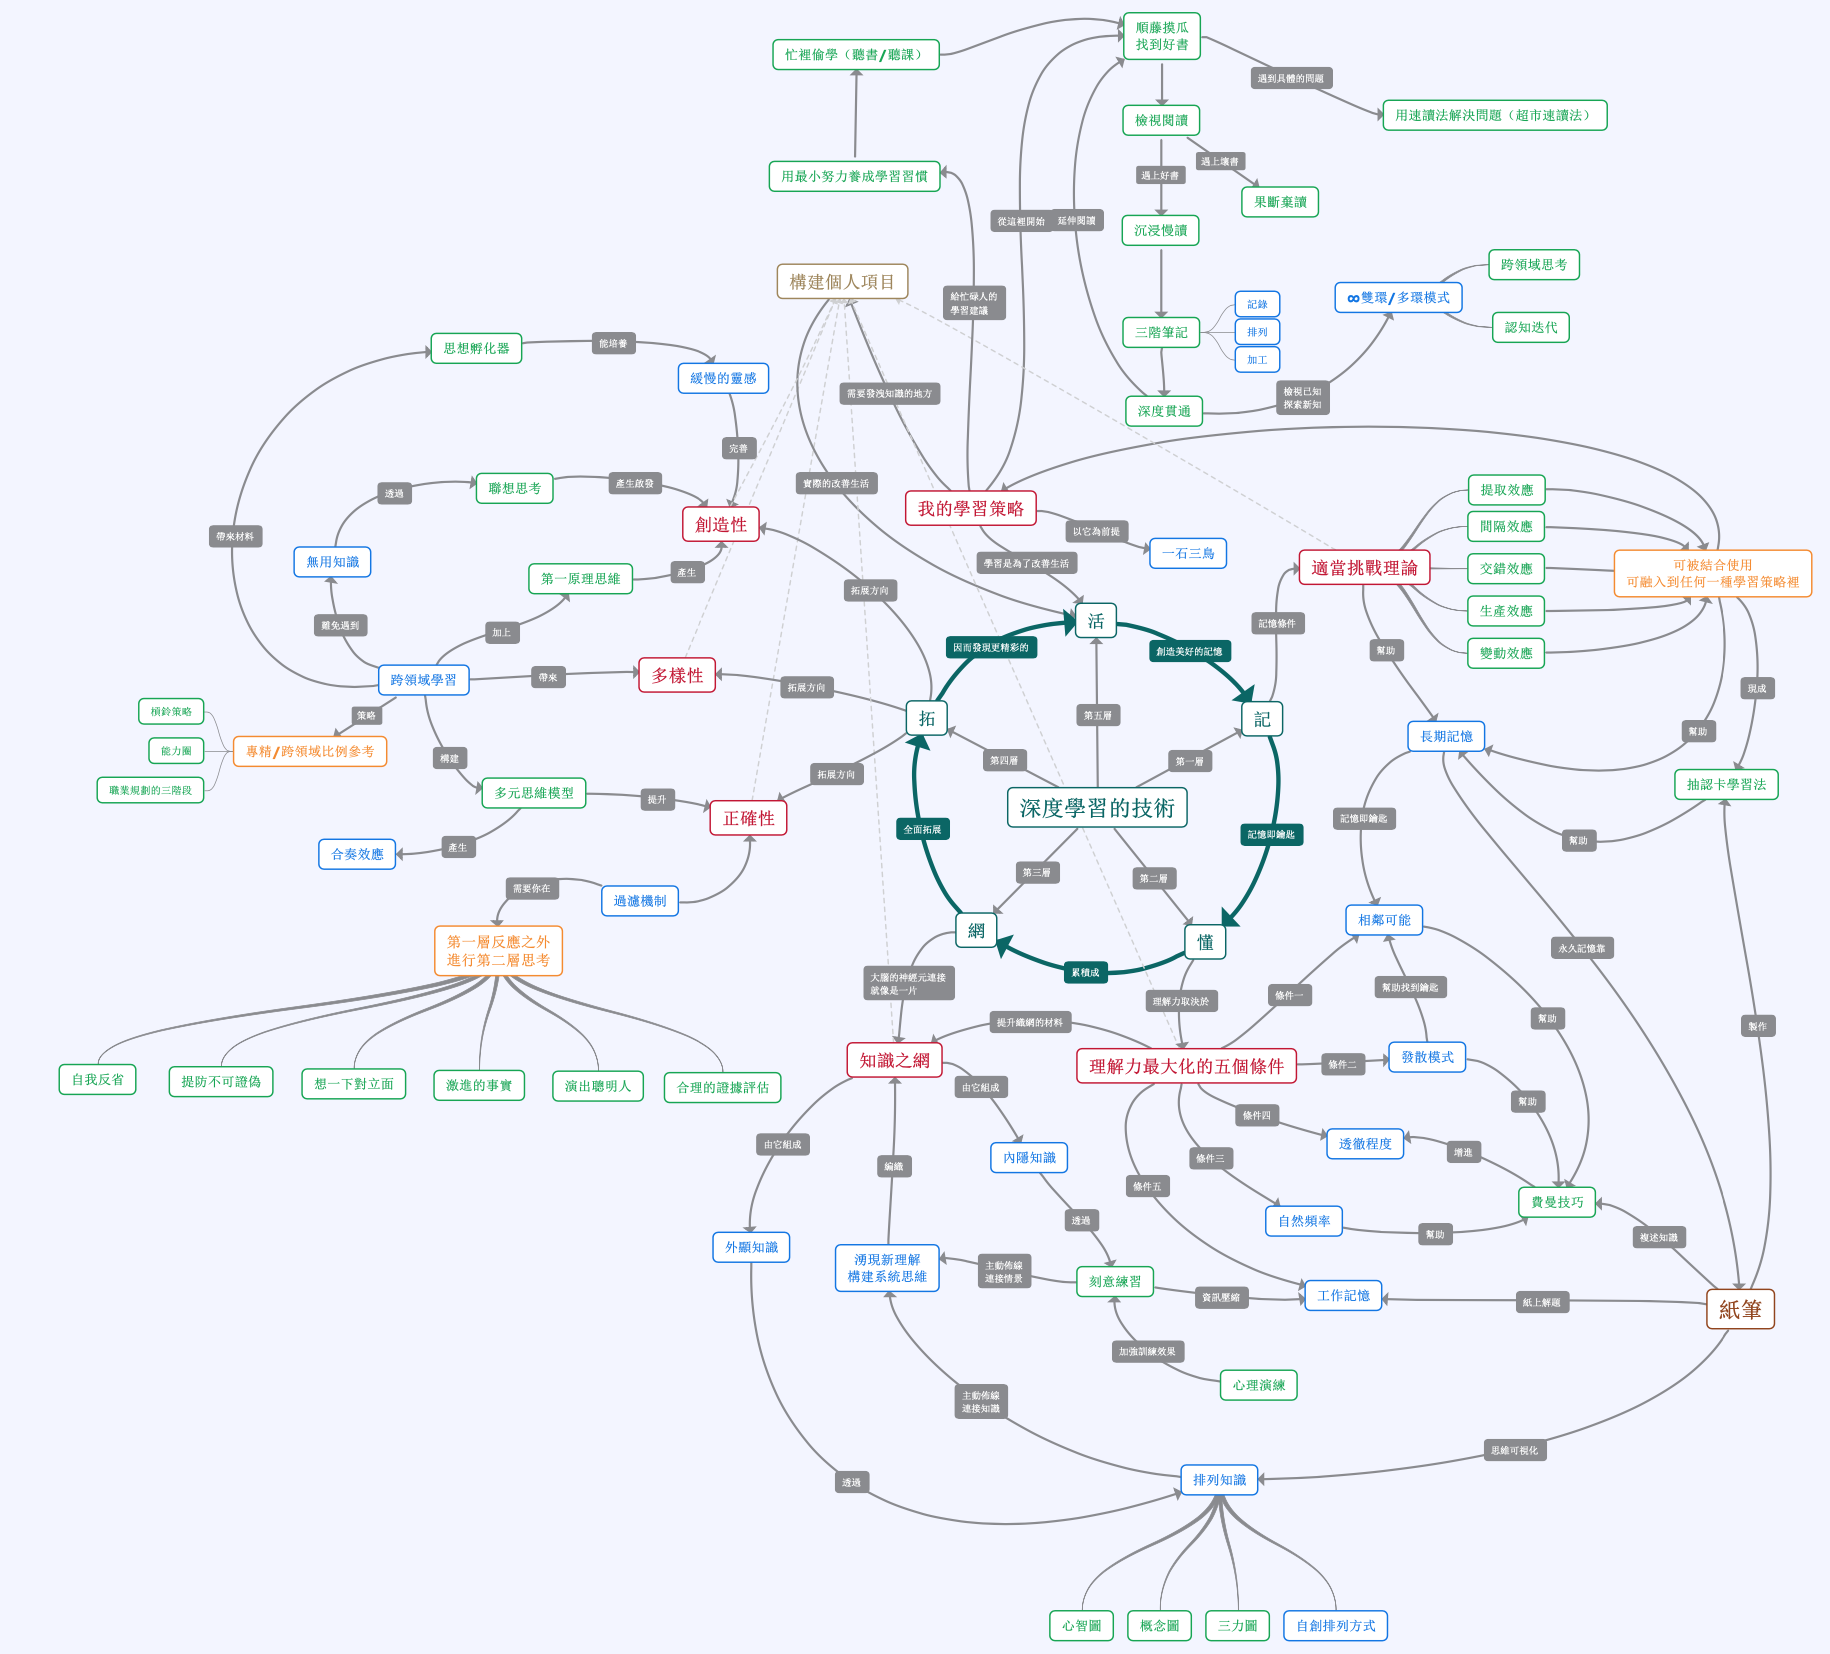 順藤摸瓜
找到好書
忙裡偷學（聽書/聽課）
遇到具體的問題
用速讀法解決問題（超市速讀法）
檢視閱讀
遇上壞書
遇上好書
用最小努力養成學習習慣
果斷棄讀
從這裡開始
延伸閱讀
沉浸慢讀
跨領域思考
構建個人項目
給忙碌人的
學習建議
∞雙環/多環模式
記錄
排列
加工
三階筆記
認知迭代
思想孵化器
能培養
緩慢的靈感
需要發洩知識的地方
檢視已知
探索新知
深度貫通
完善
聯想思考
產生啟發
透過
實際的改善生活
我的學習策略
提取效應
創造性
以它為前提
間隔效應
帶來材料
無用知識
一石三鳥
學習是為了改善生活
適當挑戰理論
交錯效應
可被結合使用
可融入到任何一種學習策略裡
第一原理思維
產生
拓展方向
生產效應
活
記憶條件
難免遇到
加上
因而發現更精彩的
創造美好的記憶
幫助
變動效應
跨領域學習
帶來
多樣性
拓展方向
現成
槓鈴策略
策略
拓
第五層
記
長期記憶
幫助
能力圈
專精/跨領域比例參考
構建
第四層
第一層
職業規劃的三階段
多元思維模型
提升
拓展方向
抽認卡學習法
深度學習的技術
正確性
記憶即鑰匙
全面拓展
記憶即鑰匙
幫助
合奏效應
產生
第三層
第二層
需要你在
過濾機制
相鄰可能
網
懂
第一層反應之外
進行第二層思考
永久記憶靠
累積成
大腦的神經元連接
就像是一片
幫助找到鑰匙
理解力取決於
條件一
提升織網的材料
幫助
製作
知識之網
理解力最大化的五個條件
條件二
發散模式
自我反省
提防不可證偽
想一下對立面
激進的事實
演出聰明人
合理的證據評估
由它組成
幫助
條件四
由它組成
透徹程度
增進
內隱知識
條件三
編織
條件五
費曼技巧
透過
自然頻率
幫助
複述知識
外顯知識
湧現新理解
構建系統思維
主動佈線
連接情景
刻意練習
資訊壓縮
工作記憶
紙上解題
紙筆
加強訓練效果
心理演練
主動佈線
連接知識
思維可視化
透過
排列知識
心智圖
概念圖
三力圖
自創排列方式